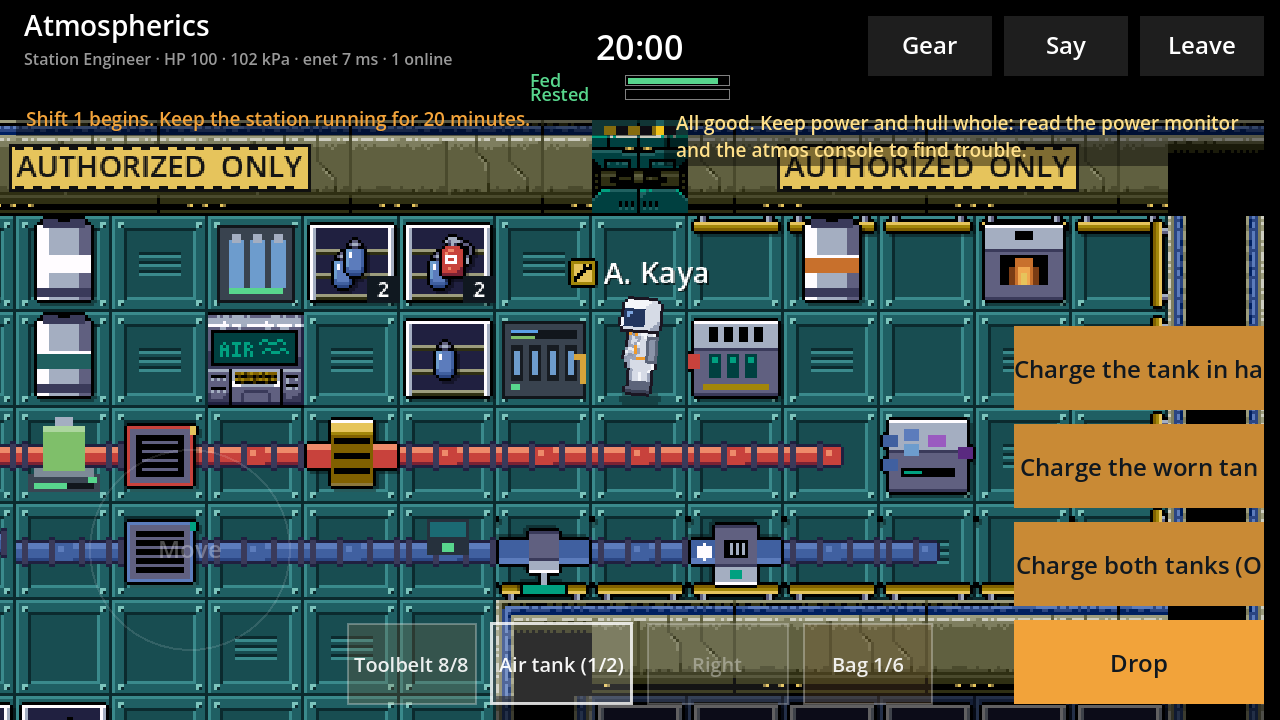 Atmospherics
Station Engineer · HP 100 · 102 kPa · enet 7 ms · 1 online
20:00
Fed
Rested
Gear
Say
Leave
Shift 1 begins. Keep the station running for 20 minutes.
All good. Keep power and hull whole: read the power monitor
and the atmos console to find trouble.
AUTHORIZED ONLY
AUTHORIZED ONLY
2
2
A. Kaya
AIR
Charge the tank in ha
Charge the worn tan
Charge both tanks (O
Drop
Move
Toolbelt 8/8
Air tank (1/2)
Right
Bag 1/6